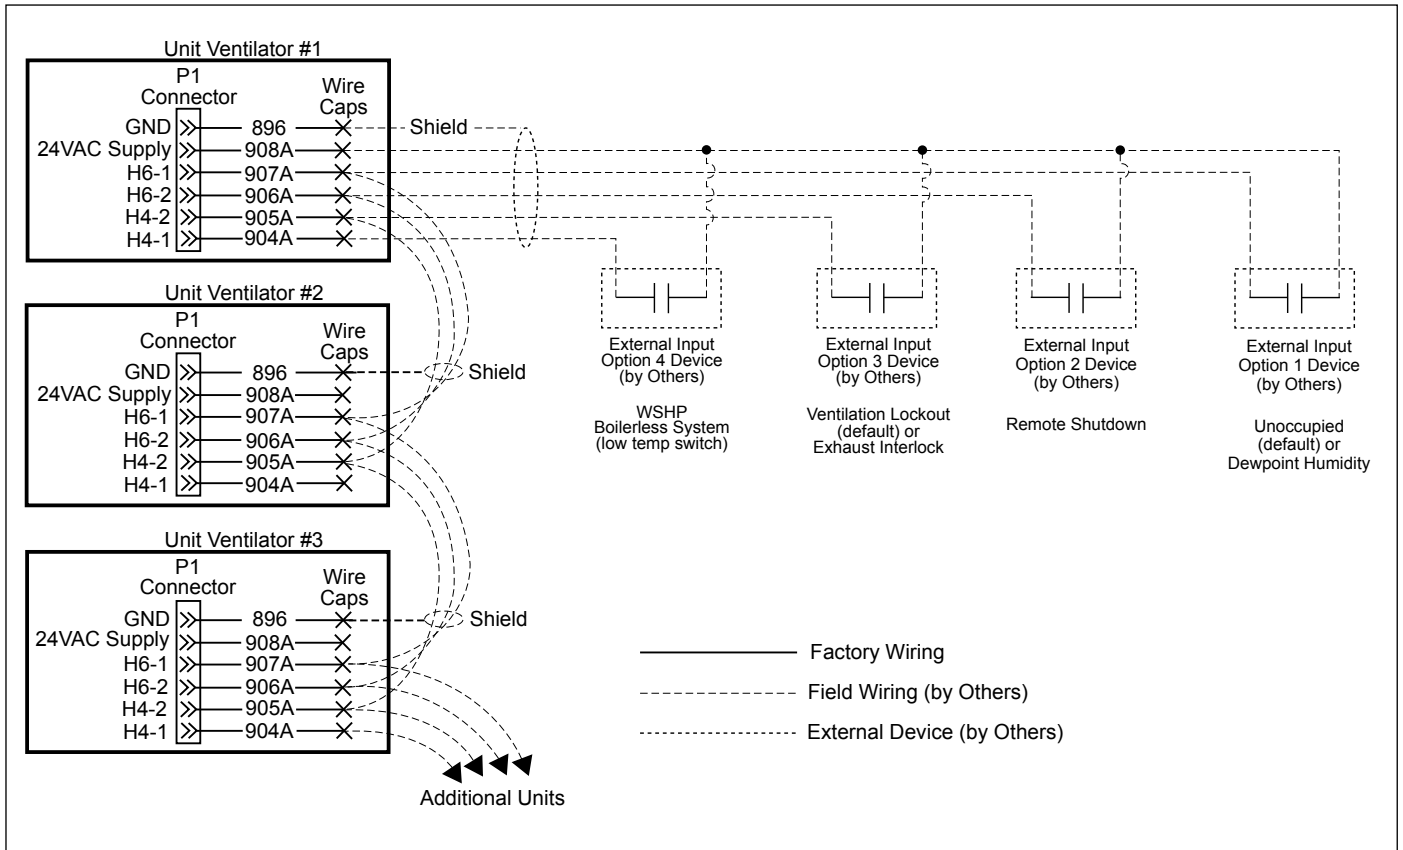 Unit Ventilator #1
P1
Connector
Wire
Caps
GND
896
Shield
24VAC Supply
908A
H6-1
907A
H6-2
906A
H4-2
905A
H4-1
904A
Unit Ventilator #2
P1
Connector
Wire
Caps
GND
896
Shield
24VAC Supply
908A
H6-1
907A
H6-2
906A
H4-2
905A
H4-1
904A
External Input
Option 4 Device
(by Others)
WSHP
Boilerless System
(low temp switch)
External Input
Option 3 Device
(by Others)
Ventilation Lockout
(default) or
Exhaust Interlock
External Input
Option 2 Device
(by Others)
Remote Shutdown
External Input
Option 1 Device
(by Others)
Unoccupied
(default) or
Dewpoint Humidity
Unit Ventilator #3
P1
Connector
Wire
Caps
GND
896
Shield
24VAC Supply
908A
H6-1
907A
H6-2
906A
H4-2
905A
H4-1
904A
Additional Units
Factory Wiring
Field Wiring (by Others)
External Device (by Others)